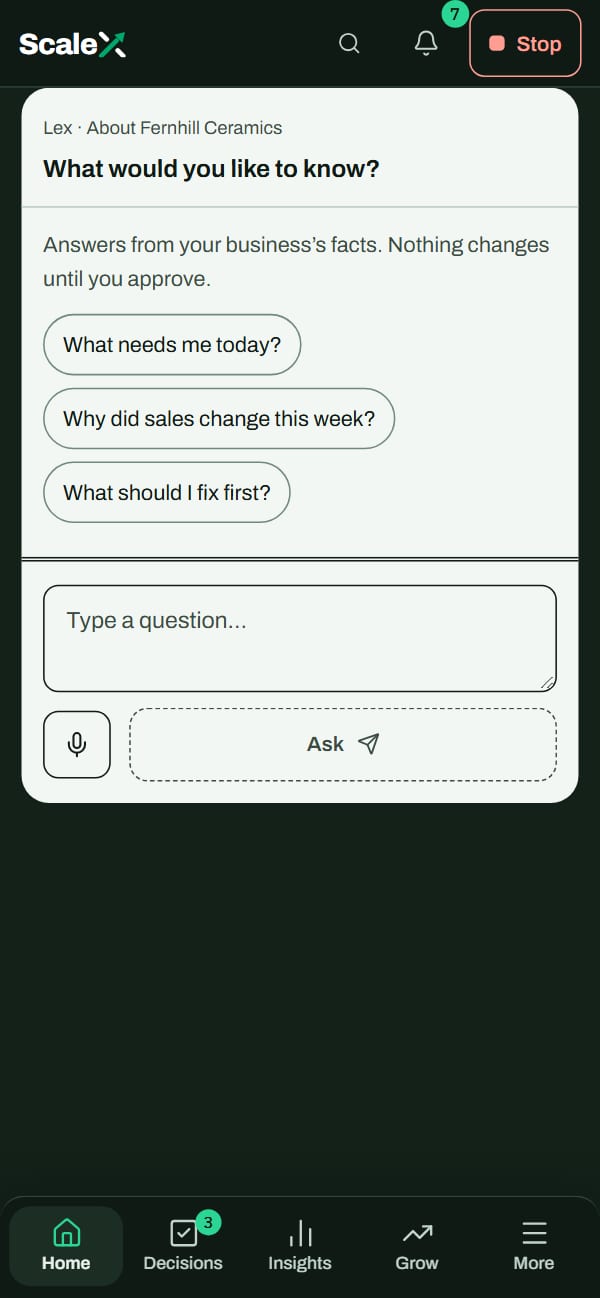 ScaleX
7
Stop
Lex · About Fernhill Ceramics
What would you like to know?
Answers from your business’s facts. Nothing changes
until you approve.
What needs me today?
Why did sales change this week?
What should I fix first?
Type a question...
Ask
3
Home
Decisions
Insights
Grow
More